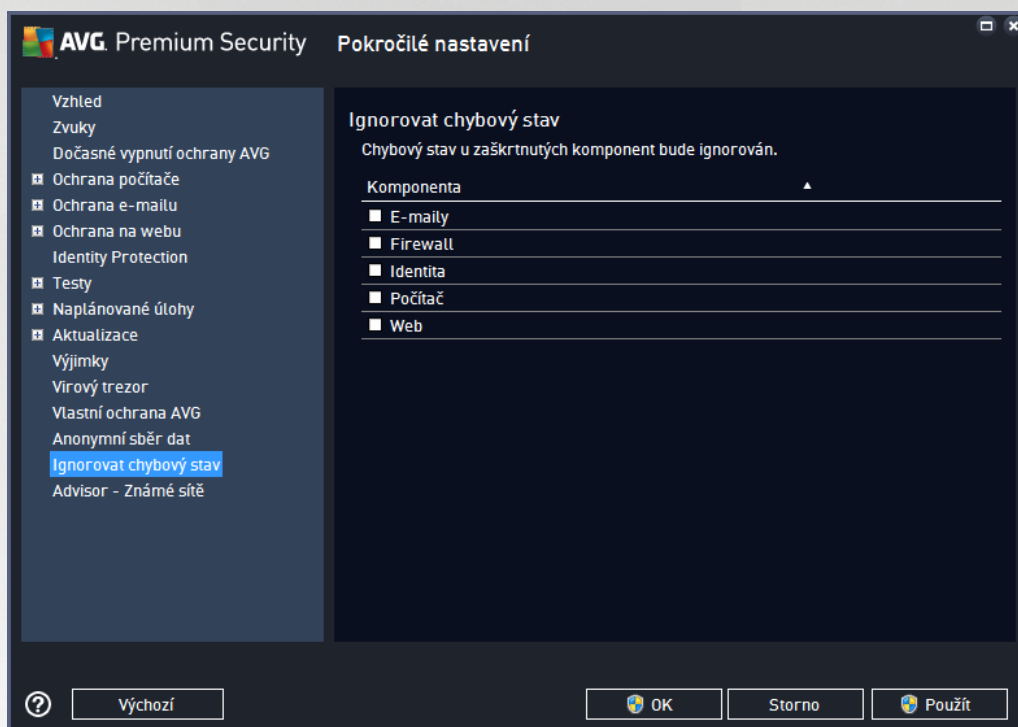 AVG. Premium Security Pokročilé nastavení
Vzhled
Zvuky
Dočasné vypnutí ochrany AVG
Ochrana počítače
Ochrana e-mailu
Ochrana na webu
Identity Protection
Testy
Naplánované úlohy
Aktualizace
Výjimky
Virový trezor
Vlastní ochrana AVG
Anonymní sběr dat
Ignorovat chybový stav
Advisor - Známé sítě
Ignorovat chybový stav
Chybový stav u zaškrtnutých komponent bude ignorován.
Komponenta
E-maily
Firewall
Identita
Počítač
Web
? Výchozí OK Storno Použít